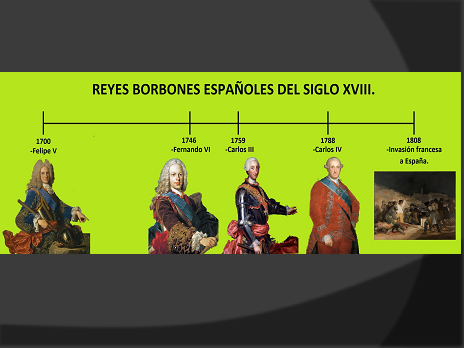 REYES BORBONES ESPAÑOLES DEL SIGLO XVIII.
1700
-Felipe V
1746
-Fernando VI
1759
-Carlos III
1788
-Carlos IV
1808
-Invasión francesa
a España.